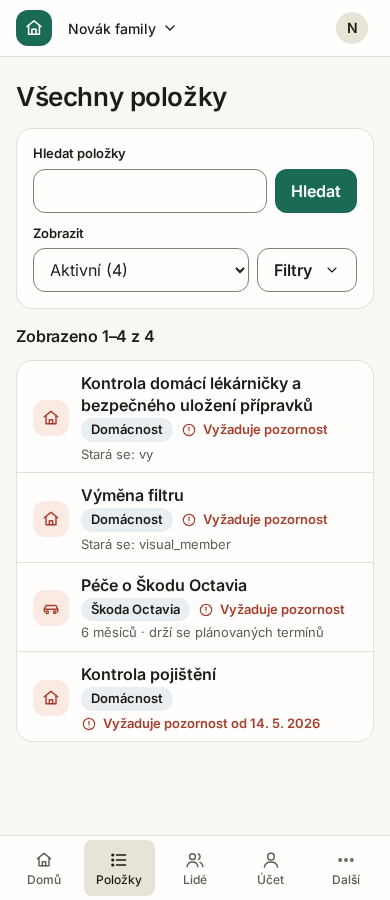 Novák family
N
Všechny položky
Hledat položky
Hledat
Zobrazit
Aktivní (4)
Filtry
Zobrazeno 1–4 z 4
Kontrola domácí lékárničky a
bezpečného uložení přípravků
Domácnost Vyžaduje pozornost
Stará se: vy
Výměna filtru
Domácnost Vyžaduje pozornost
Stará se: visual_member
Péče o Škodu Octavia
Škoda Octavia Vyžaduje pozornost
6 měsíců · drží se plánovaných termínů
Kontrola pojištění
Domácnost
Vyžaduje pozornost od 14. 5. 2026
Domů Položky Lidé Účet Další